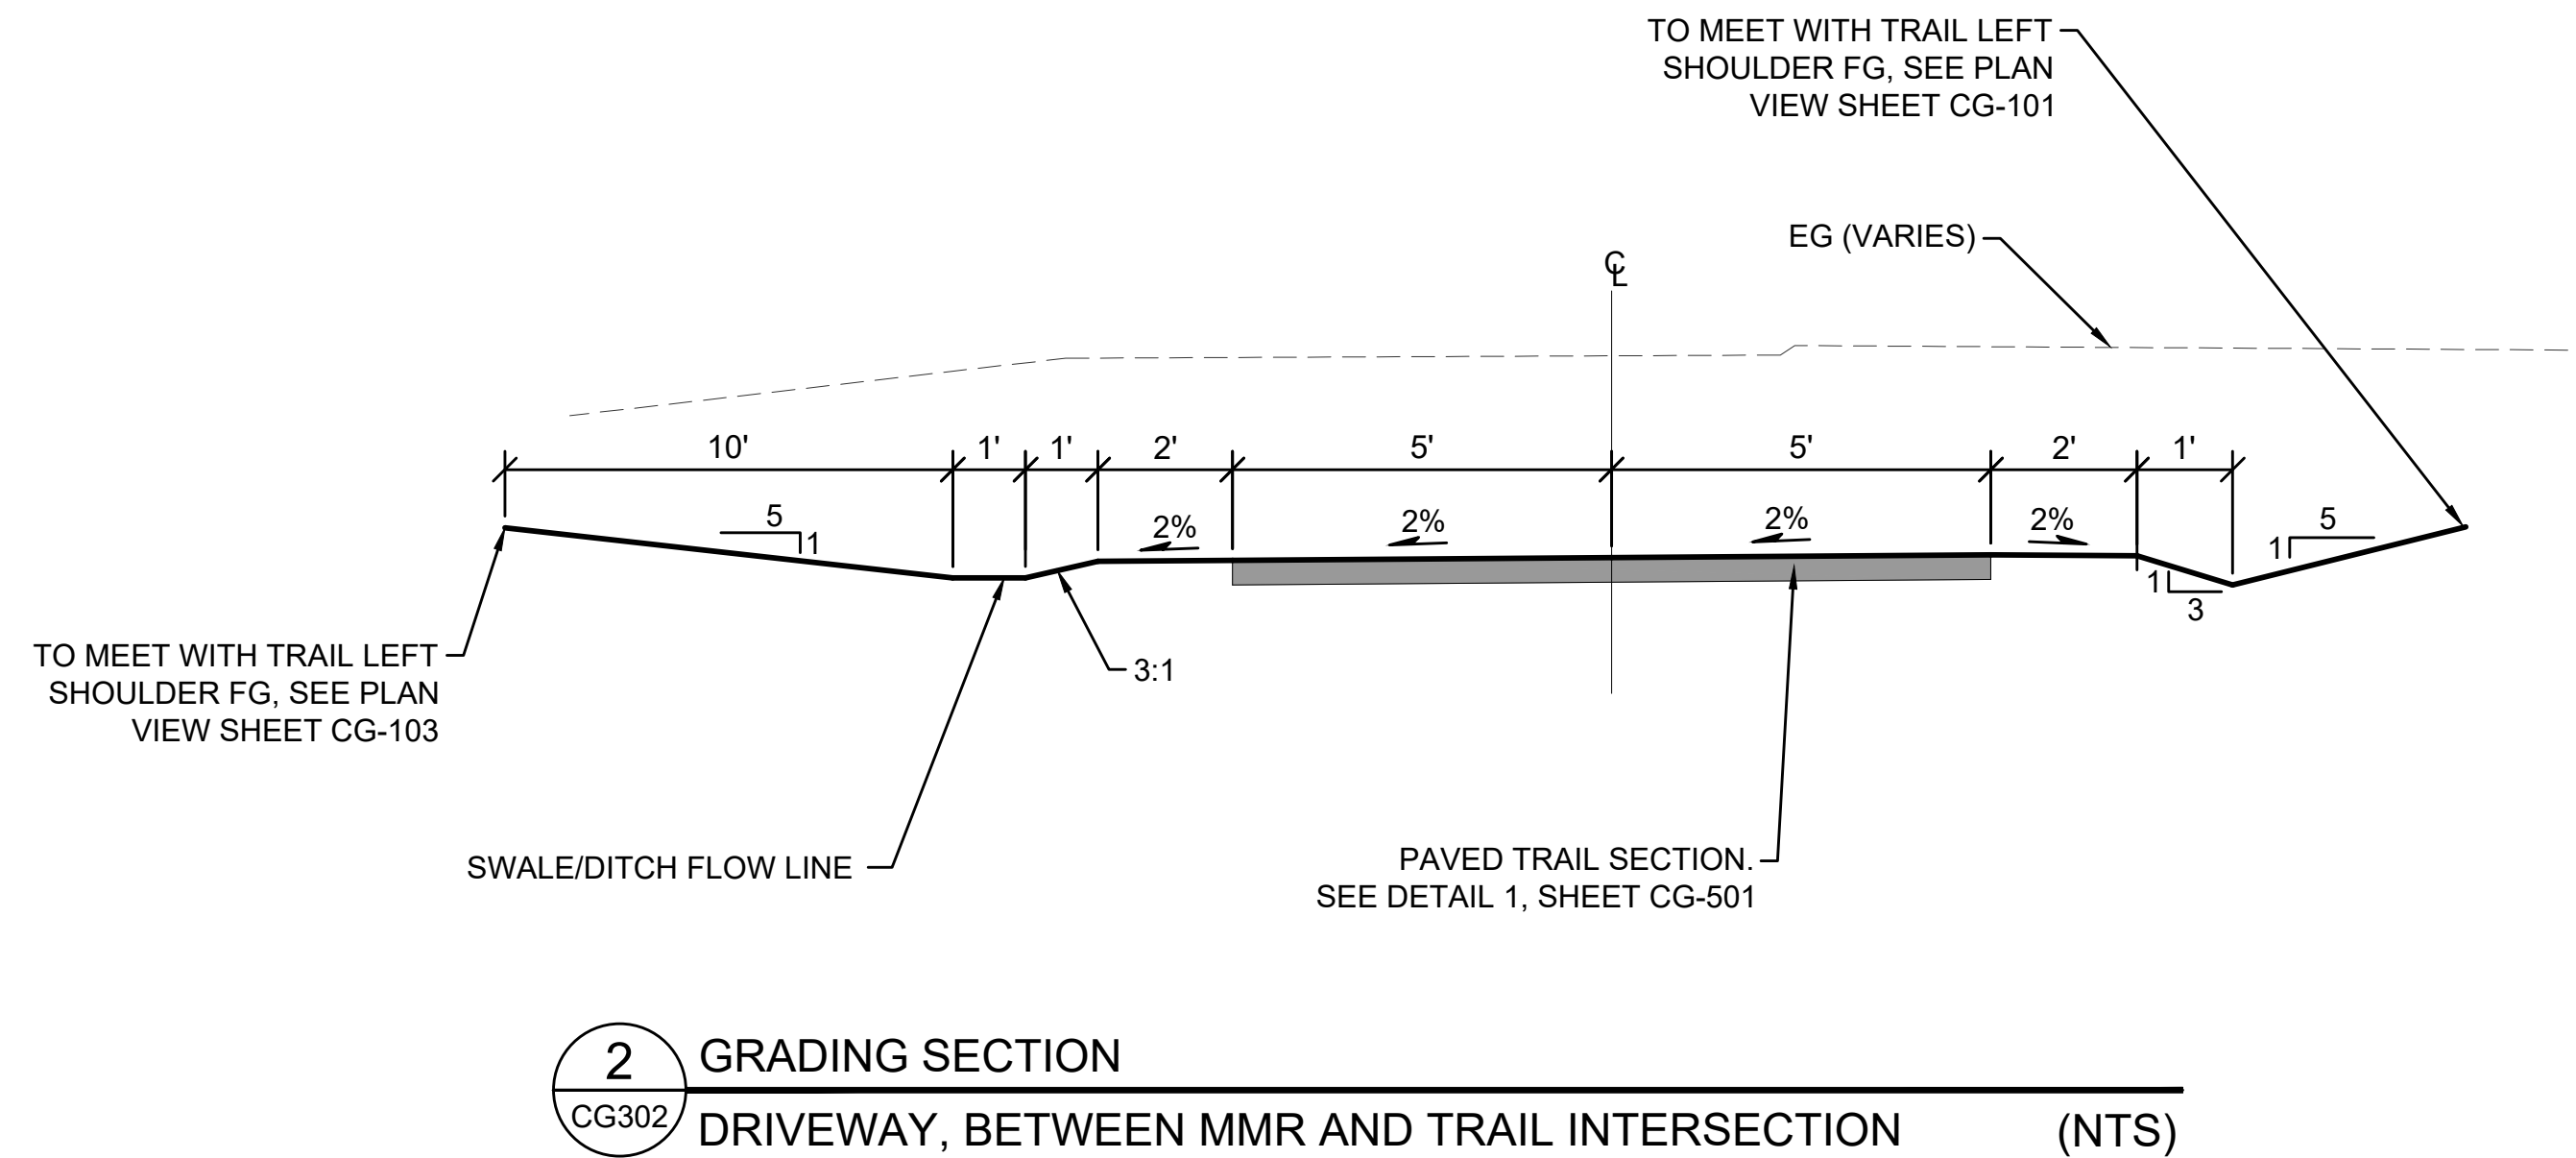 TO MEET WITH TRAIL LEFT
SHOULDER FG, SEE PLAN
VIEW SHEET CG-101
EG (VARIES)
℄
10'
1'
1'
2'
5'
5'
2'
1'
5
1
2%
2%
2%
2%
5
1
1
3
TO MEET WITH TRAIL LEFT
SHOULDER FG, SEE PLAN
VIEW SHEET CG-103
3:1
SWALE/DITCH FLOW LINE
PAVED TRAIL SECTION.
SEE DETAIL 1, SHEET CG-501
2
CG302
GRADING SECTION
DRIVEWAY, BETWEEN MMR AND TRAIL INTERSECTION (NTS)